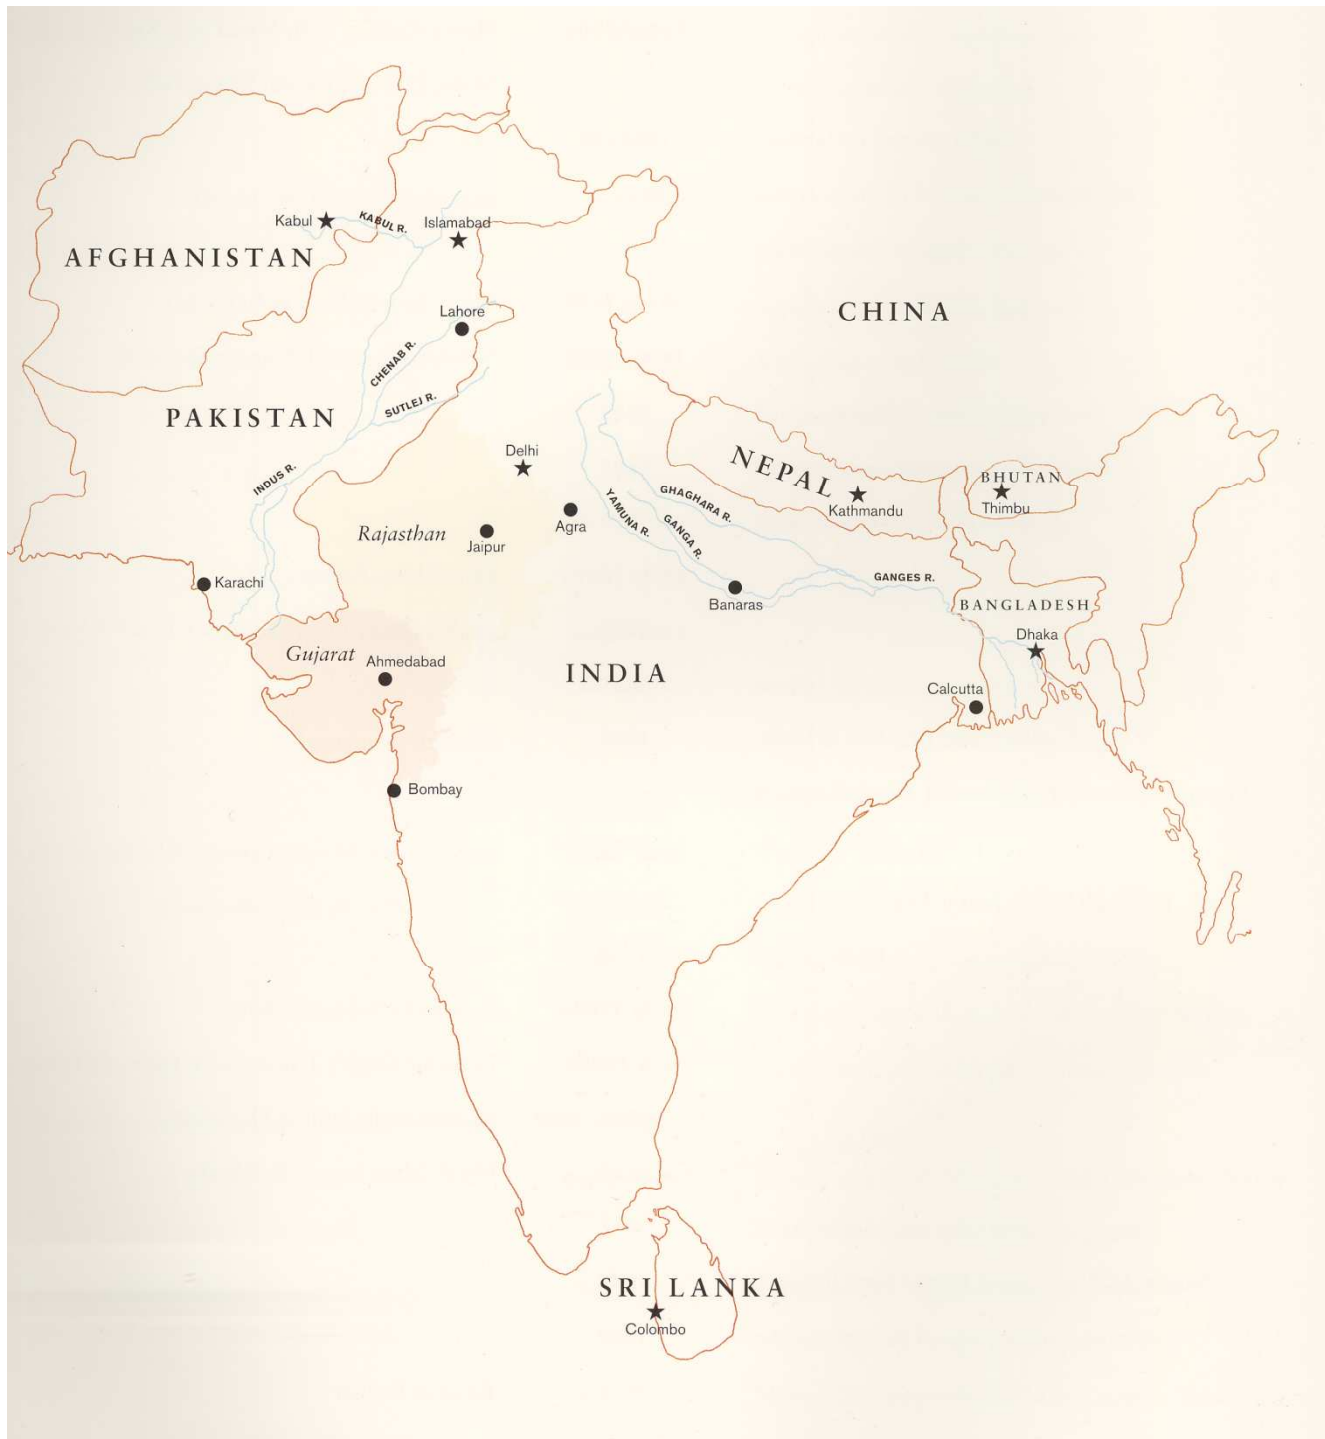 Kabul
KABUL R.
Islamabad
AFGHANISTAN
CHINA
Lahore
CHENAB R.
SUTLEJ R.
PAKISTAN
Delhi
NEPAL
BHUTAN
INDUS R.
GHAGHARA R.
Kathmandu
Thimbu
YAMUNA R.
GANGA R.
Agra
Rajasthan
Jaipur
Karachi
GANGES R.
Banaras
BANGLADESH
Dhaka
Gujarat
Ahmedabad
INDIA
Calcutta
Bombay
SRI LANKA
Colombo